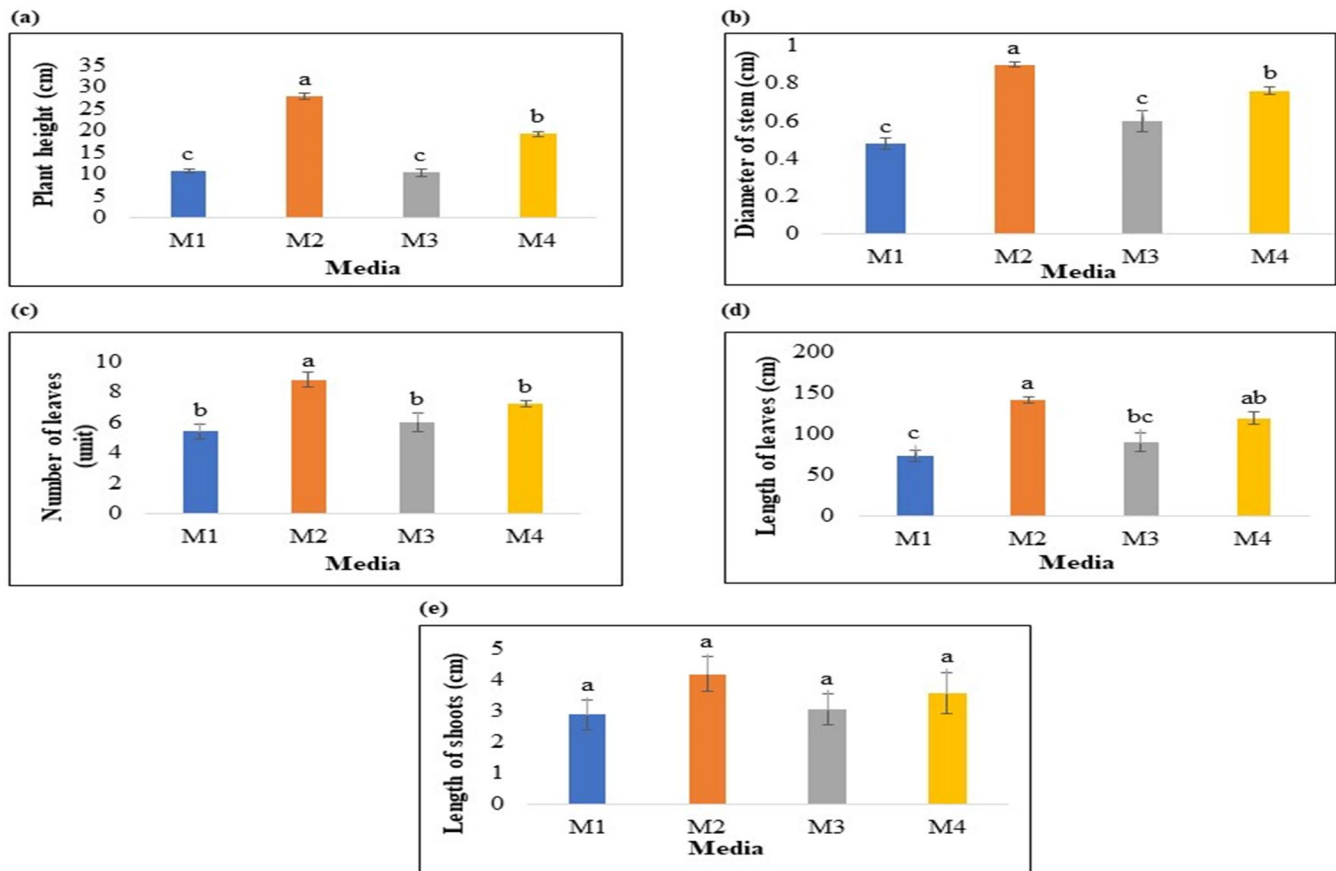 (a)
Plant height (cm)
35
30
25
20
15
10
5
0
c
a
c
b
M1 M2 M3 M4
Media
(b)
Diameter of stem (cm)
1
0.8
0.6
0.4
0.2
0
c
a
c
b
M1 M2 M3 M4
Media
(c)
Number of leaves
(unit)
10
8
6
4
2
0
b
a
b
b
M1 M2 M3 M4
Media
(d)
Length of leaves (cm)
200
150
100
50
0
c
a
bc
ab
M1 M2 M3 M4
Media
(e)
Length of shoots (cm)
5
4
3
2
1
0
a
a
a
a
M1 M2 M3 M4
Media